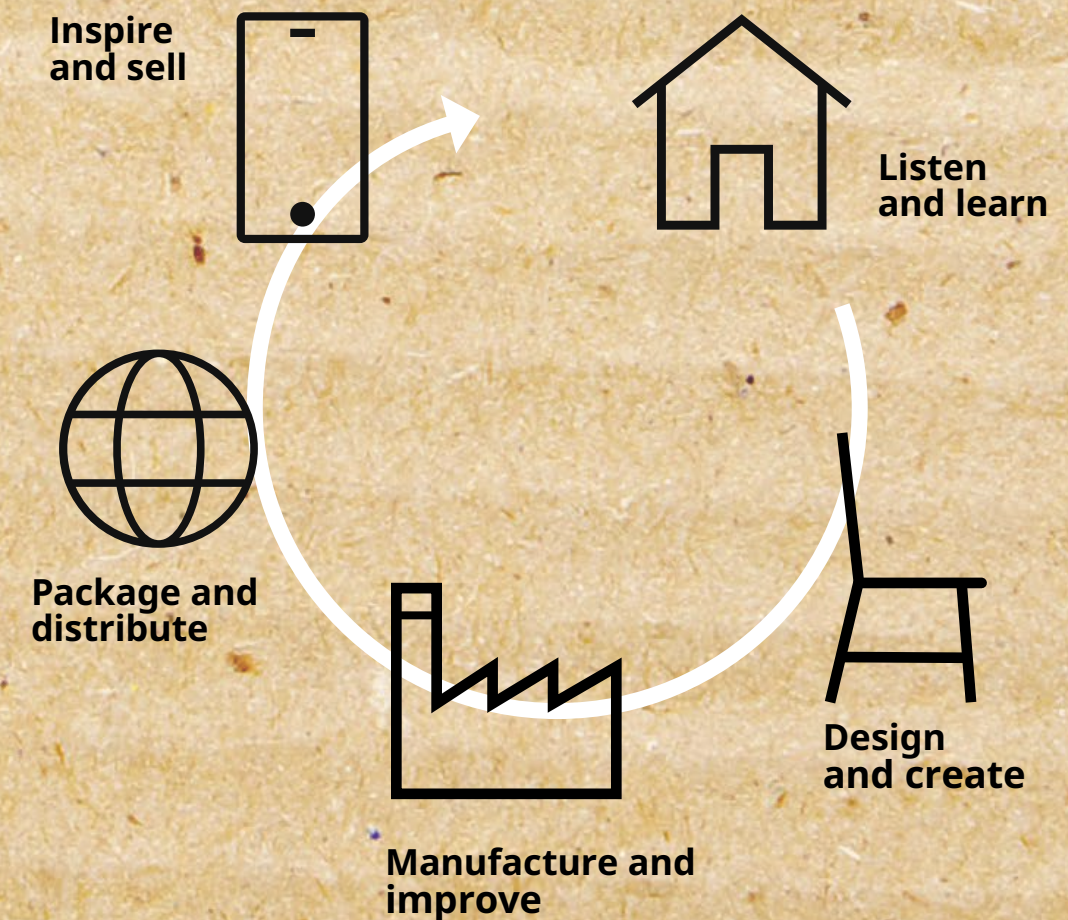 Inspire
and sell
Listen
and learn
Package and
distribute
Design
and create
Manufacture and
improve